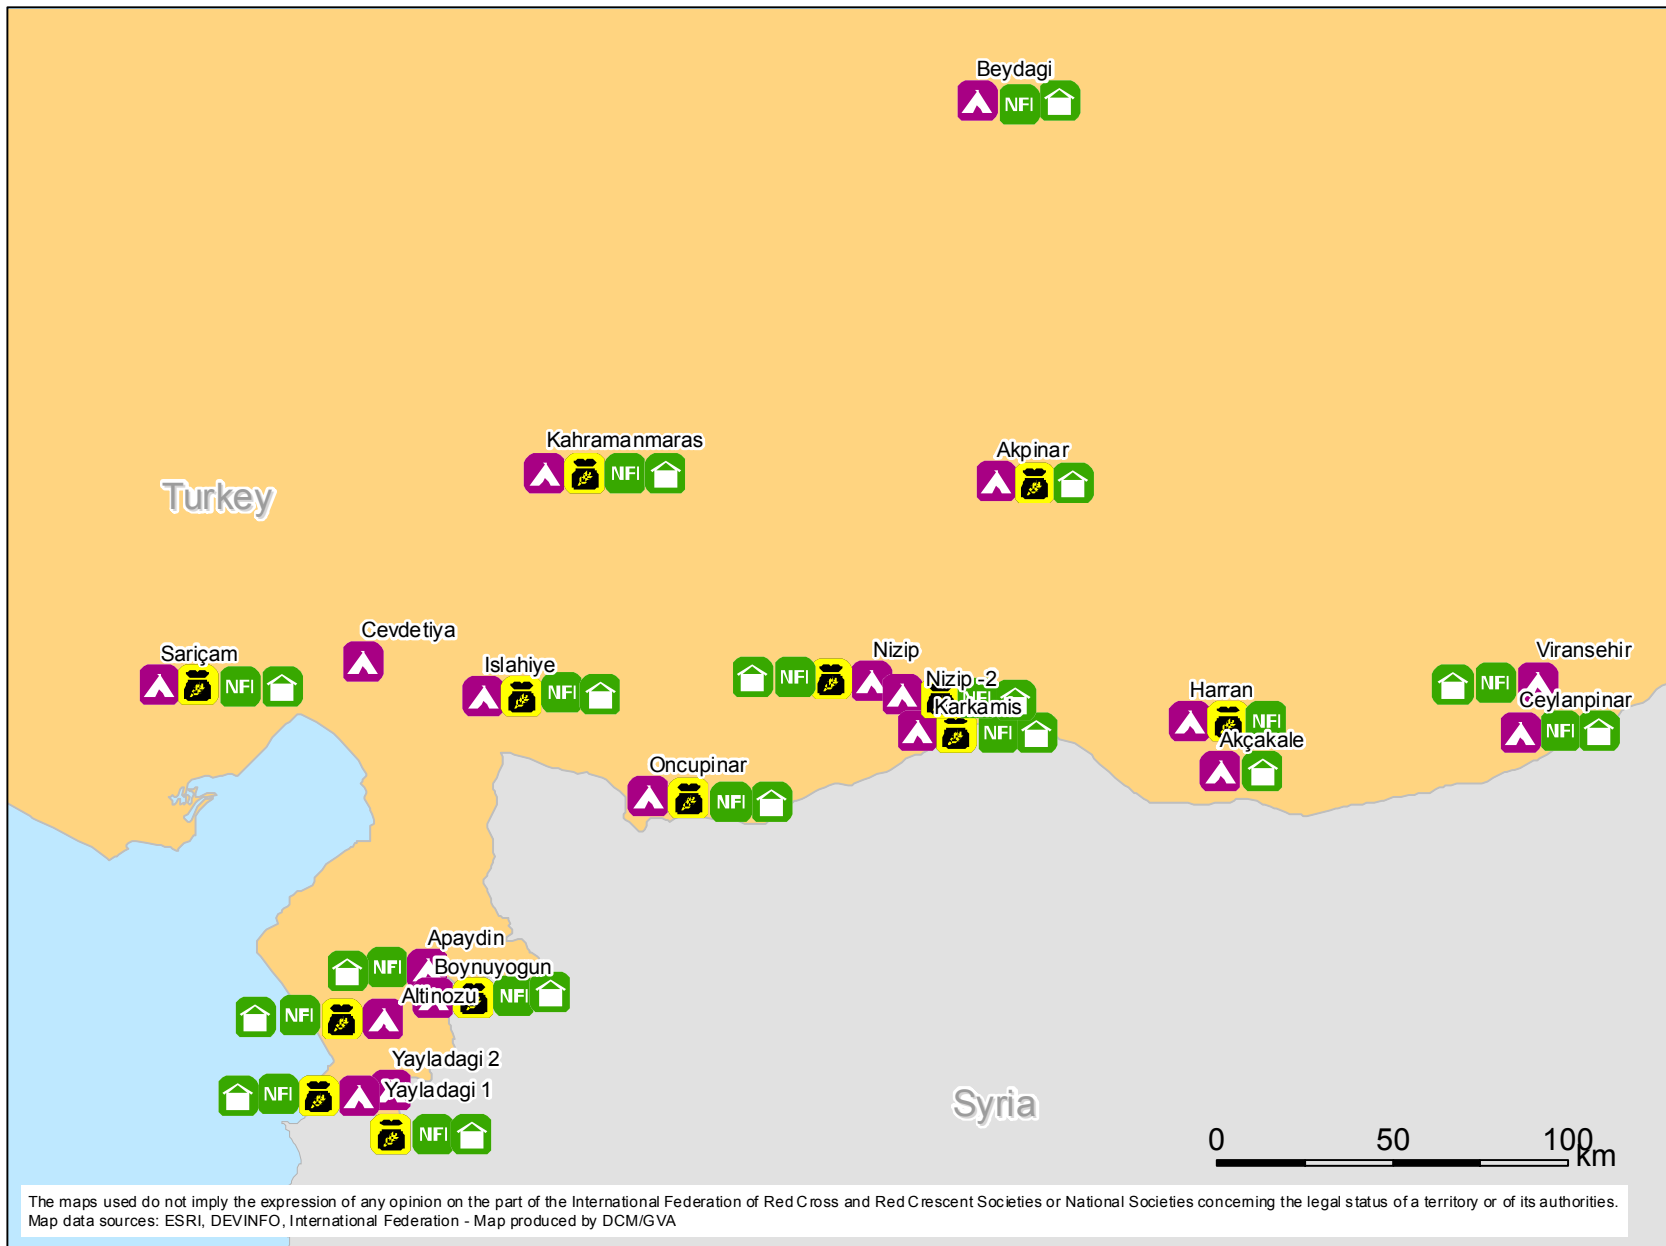 Beydagi
NFI
Kahramanmaras
NFI
Akpinar
Turkey
Cevdetiya
Sariçam
NFI
Islahiye
NFI
Nizip
NFI
Nizip -2
NFI
Karkamis
NFI
Viransehir
NFI
Harran
NFI
Ceylanpinar
NFI
Akçakale
Oncupinar
NFI
Apaydin
NFI
Boynuyogun
NFI
Altinozu
NFI
Yayladagi 2
NFI
Yayladagi 1
NFI
Syria
0 50 100
km
The maps used do not imply the expression of any opinion on the part of the International Federation of Red Cross and Red Crescent Societies or National Societies concerning the legal status of a territory or of its authorities.
Map data sources: ESRI, DEVINFO, International Federation - Map produced by DCM/GVA